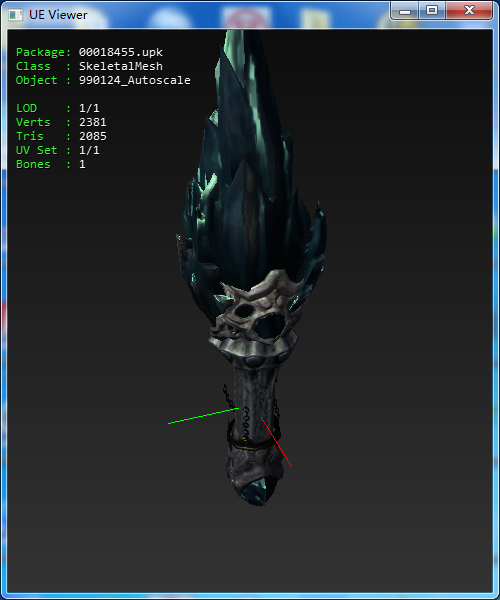 UE Viewer
Package: 00018455.upk
Class : SkeletalMesh
Object : 990124_Autoscale
LOD : 1/1
Verts : 2381
Tris : 2085
UV Set : 1/1
Bones : 1